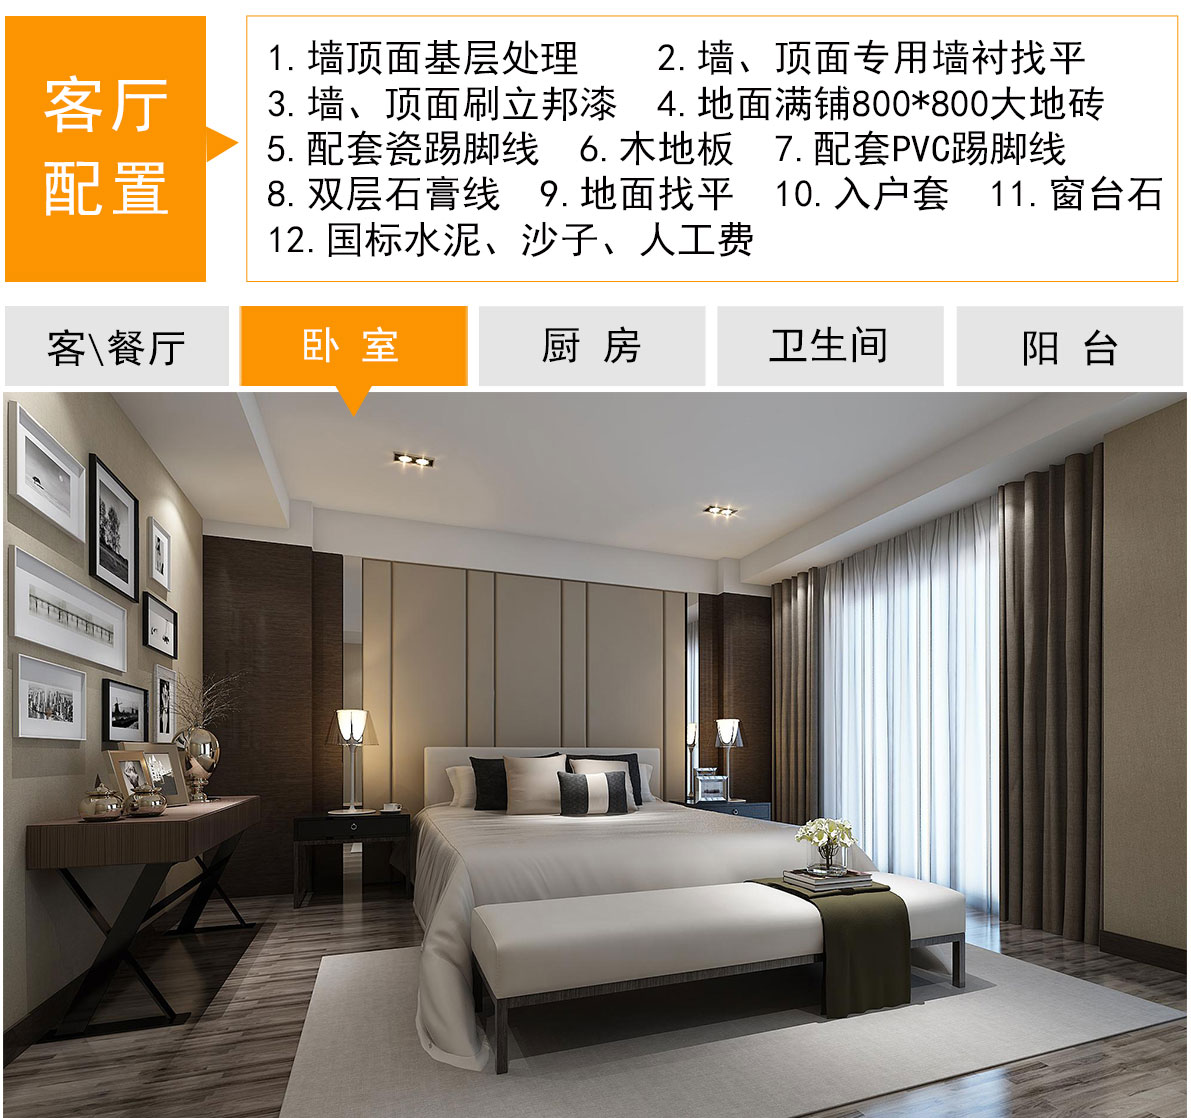 客厅
配置
1.墙顶面基层处理 2.墙、顶面专用墙衬找平
3.墙、顶面刷立邦漆 4.地面满铺800*800大地砖
5.配套瓷踢脚线 6.木地板 7.配套PVC踢脚线
8.双层石膏线 9.地面找平 10.入户套 11.窗台石
12.国标水泥、沙子、人工费
客\餐厅 卧 室 厨 房 卫生间 阳 台